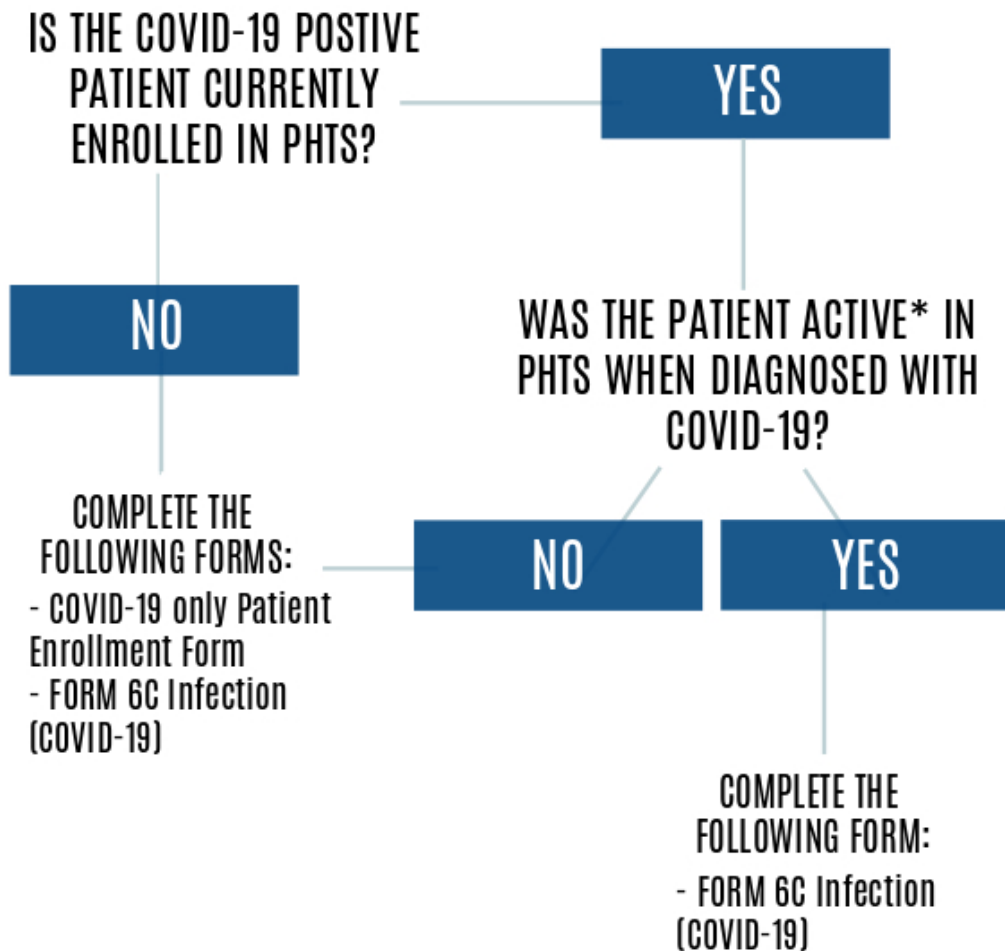 IS THE COVID-19 POSTIVE
PATIENT CURRENTLY
ENROLLED IN PHTS?
YES
NO
WAS THE PATIENT ACTIVE* IN
PHTS WHEN DIAGNOSED WITH
COVID-19?
COMPLETE THE
FOLLOWING FORMS:
- COVID-19 only Patient
Enrollment Form
- FORM 6C Infection
(COVID-19)
NO
YES
COMPLETE THE
FOLLOWING FORM:
- FORM 6C Infection
(COVID-19)